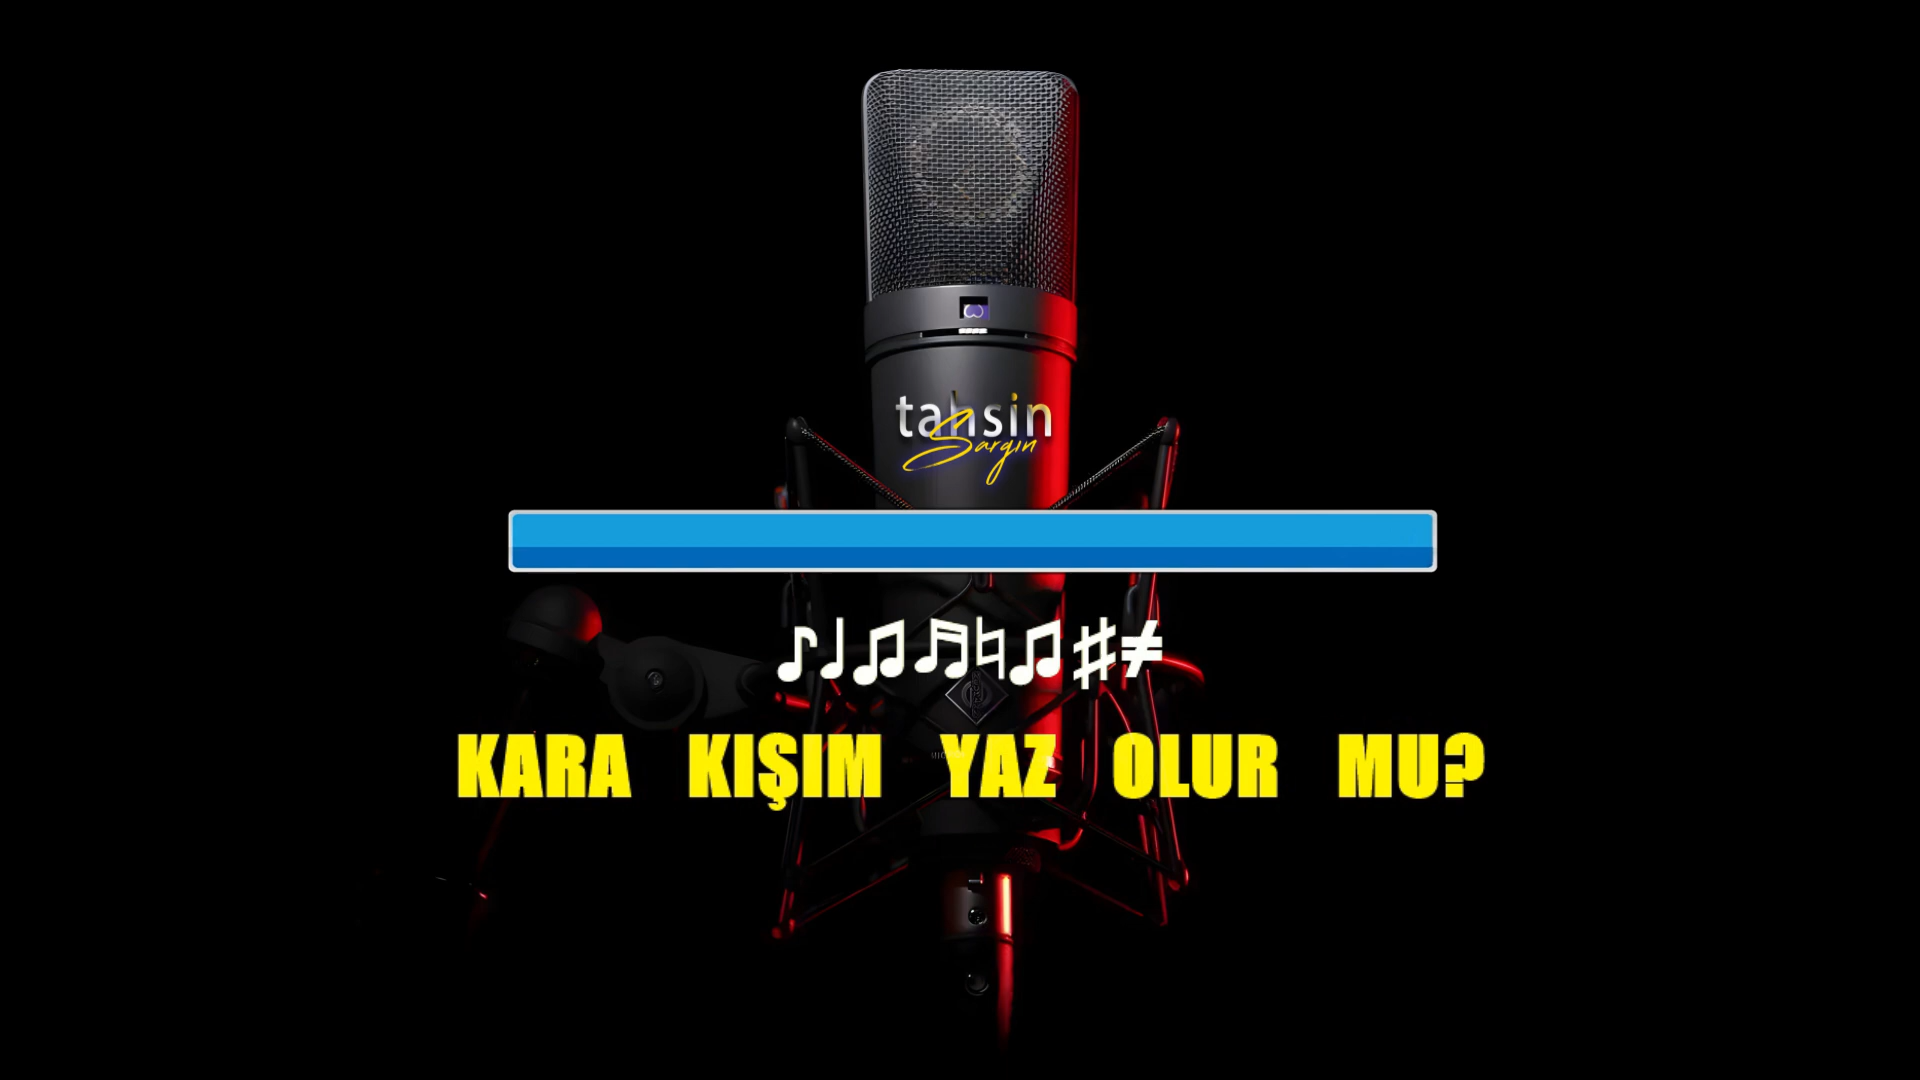 tahsin
Sargın
♪♩♫♬♮♫♯≠
KARA KIŞIM YAZ OLUR MU?